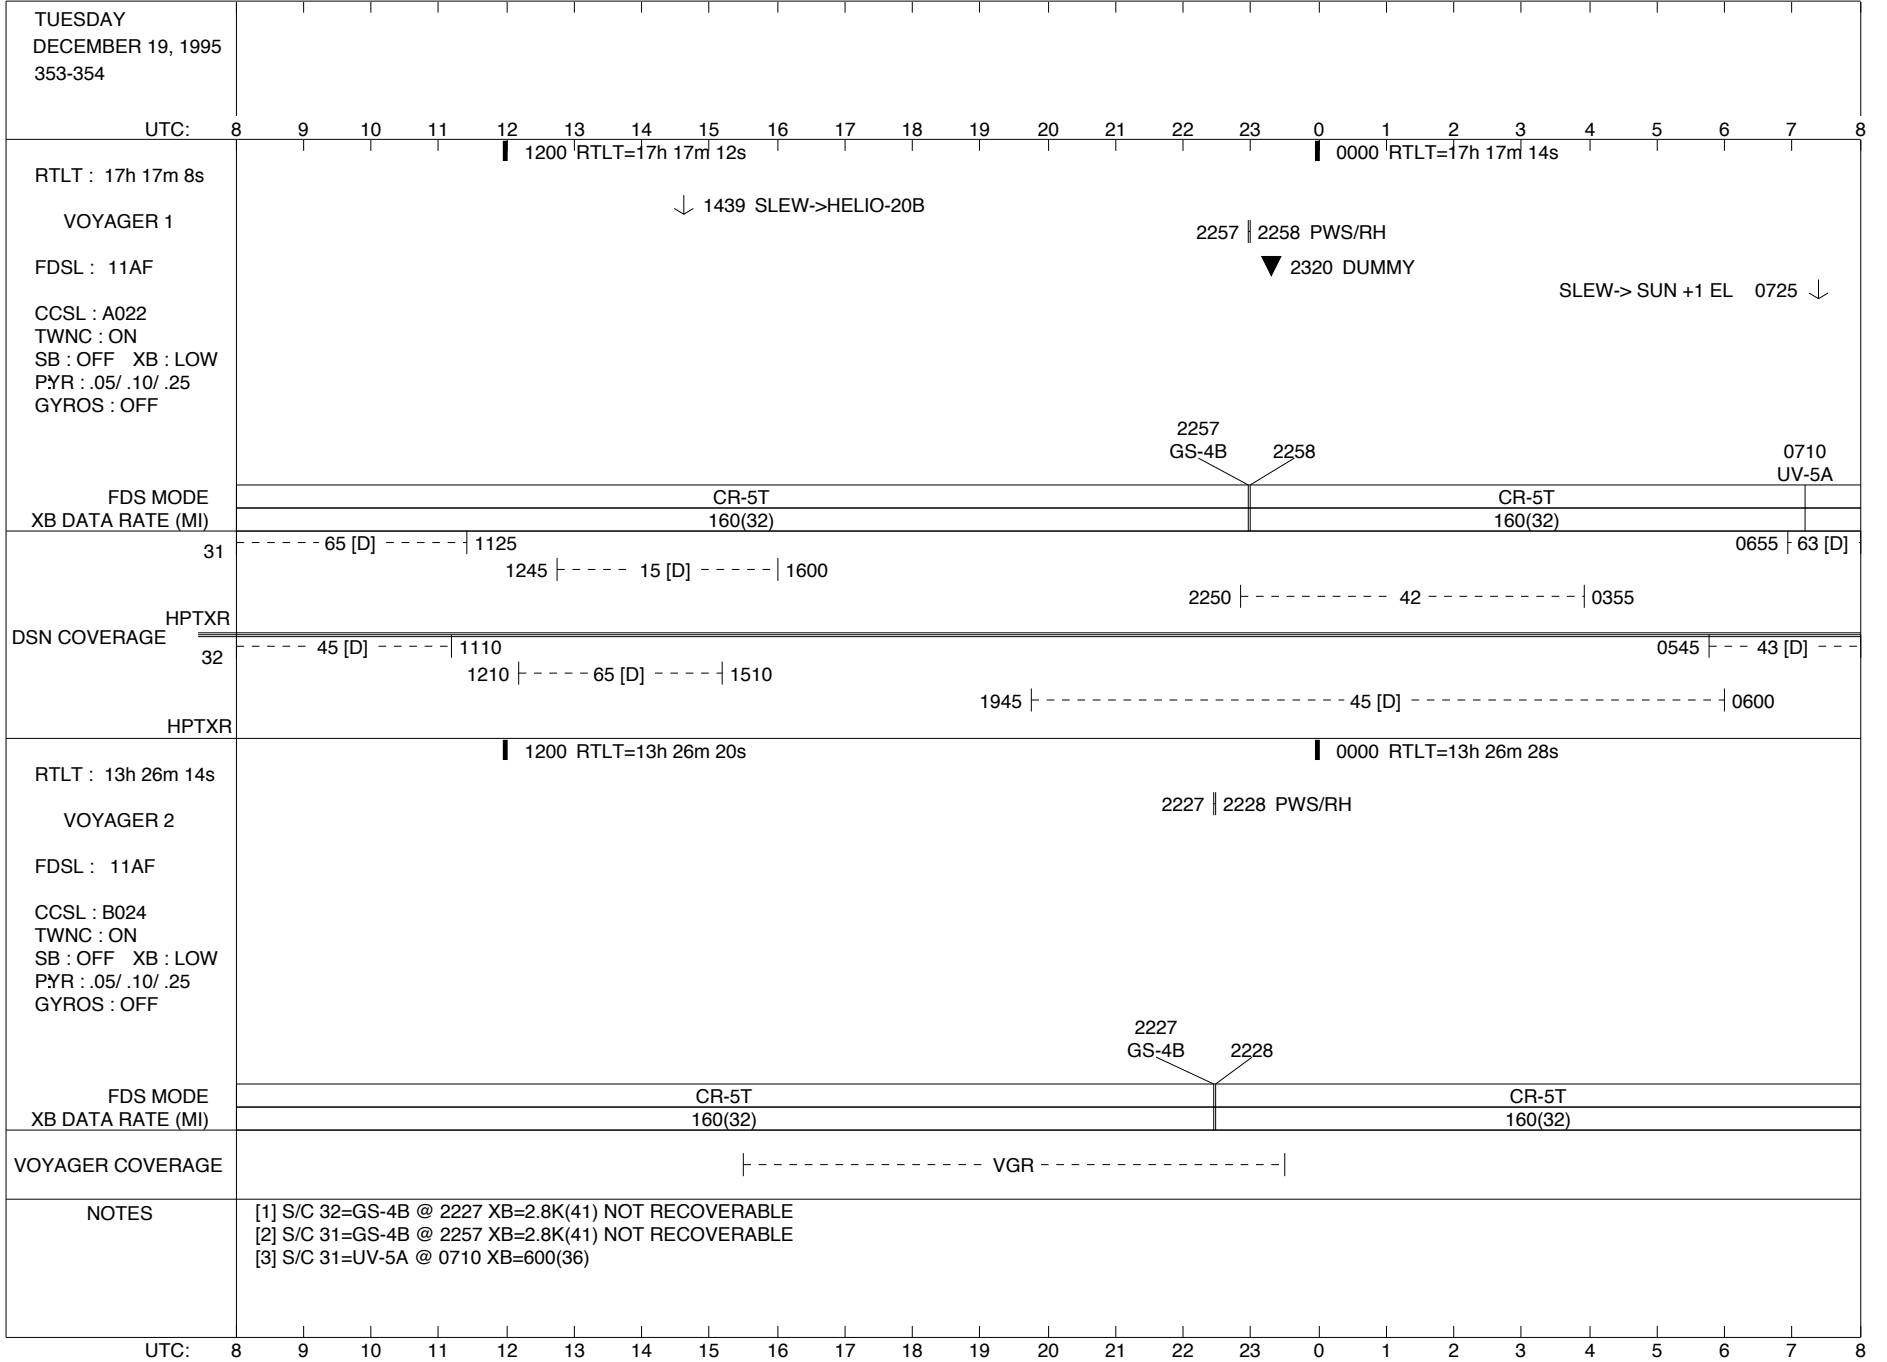 TUESDAY
DECEMBER 19, 1995
353-354
UTC: 8 9 10 11 12 13 14 15 16 17 18 19 20 21 22 23 0 1 2 3 4 5 6 7 8
1200 RTLT=17h 17m 12s 0000 RTLT=17h 17m 14s
RTLT : 17h 17m 8s
1439 SLEW->HELIO-20B
VOYAGER 1
2257 2258 PWS/RH
FDSL : 11AF
2320 DUMMY
SLEW-> SUN +1 EL 0725
CCSL : A022
TWNC : ON
SB : OFF XB : LOW
P:YR : .05/ .10/ .25
GYROS : OFF
2257
GS-4B 2258 0710
UV-5A
FDS MODE CR-5T CR-5T
XB DATA RATE (MI) 160(32) 160(32)
31 65 [D] 1125 0655 63 [D]
1245 15 [D] 1600
2250 42 0355
HPTXR
DSN COVERAGE
32 45 [D] 1110 0545 43 [D]
1210 65 [D] 1510
1945 45 [D] 0600
HPTXR
1200 RTLT=13h 26m 20s 0000 RTLT=13h 26m 28s
RTLT : 13h 26m 14s
2227 2228 PWS/RH
VOYAGER 2
FDSL : 11AF
CCSL : B024
TWNC : ON
SB : OFF XB : LOW
P:YR : .05/ .10/ .25
GYROS : OFF
2227
GS-4B 2228
FDS MODE CR-5T CR-5T
XB DATA RATE (MI) 160(32) 160(32)
VOYAGER COVERAGE VGR
NOTES [1] S/C 32=GS-4B @ 2227 XB=2.8K(41) NOT RECOVERABLE
[2] S/C 31=GS-4B @ 2257 XB=2.8K(41) NOT RECOVERABLE
[3] S/C 31=UV-5A @ 0710 XB=600(36)
UTC: 8 9 10 11 12 13 14 15 16 17 18 19 20 21 22 23 0 1 2 3 4 5 6 7 8